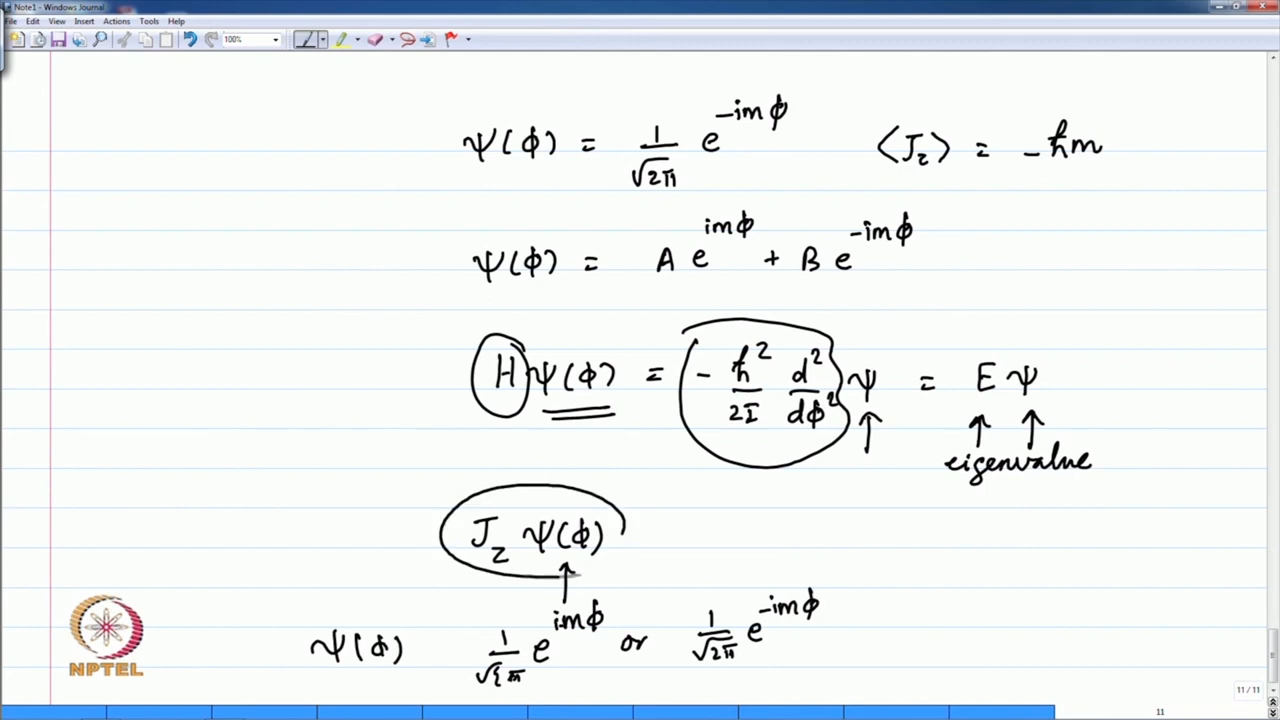 Note1 - Windows Journal
File Edit View Insert Actions Tools Help
100%
Ψ(ϕ) = 1/√2π e^{-imϕ} ⟨J_z⟩ = -ℏm
Ψ(ϕ) = A e^{imϕ} + B e^{-imϕ}
H Ψ(ϕ) = (-ℏ²/2I d²/dϕ²) Ψ = E Ψ
eigenvalue
J_z Ψ(ϕ)
Ψ(ϕ) 1/√2π e^{imϕ} or 1/√2π e^{-imϕ}
NPTEL
11 / 11
11